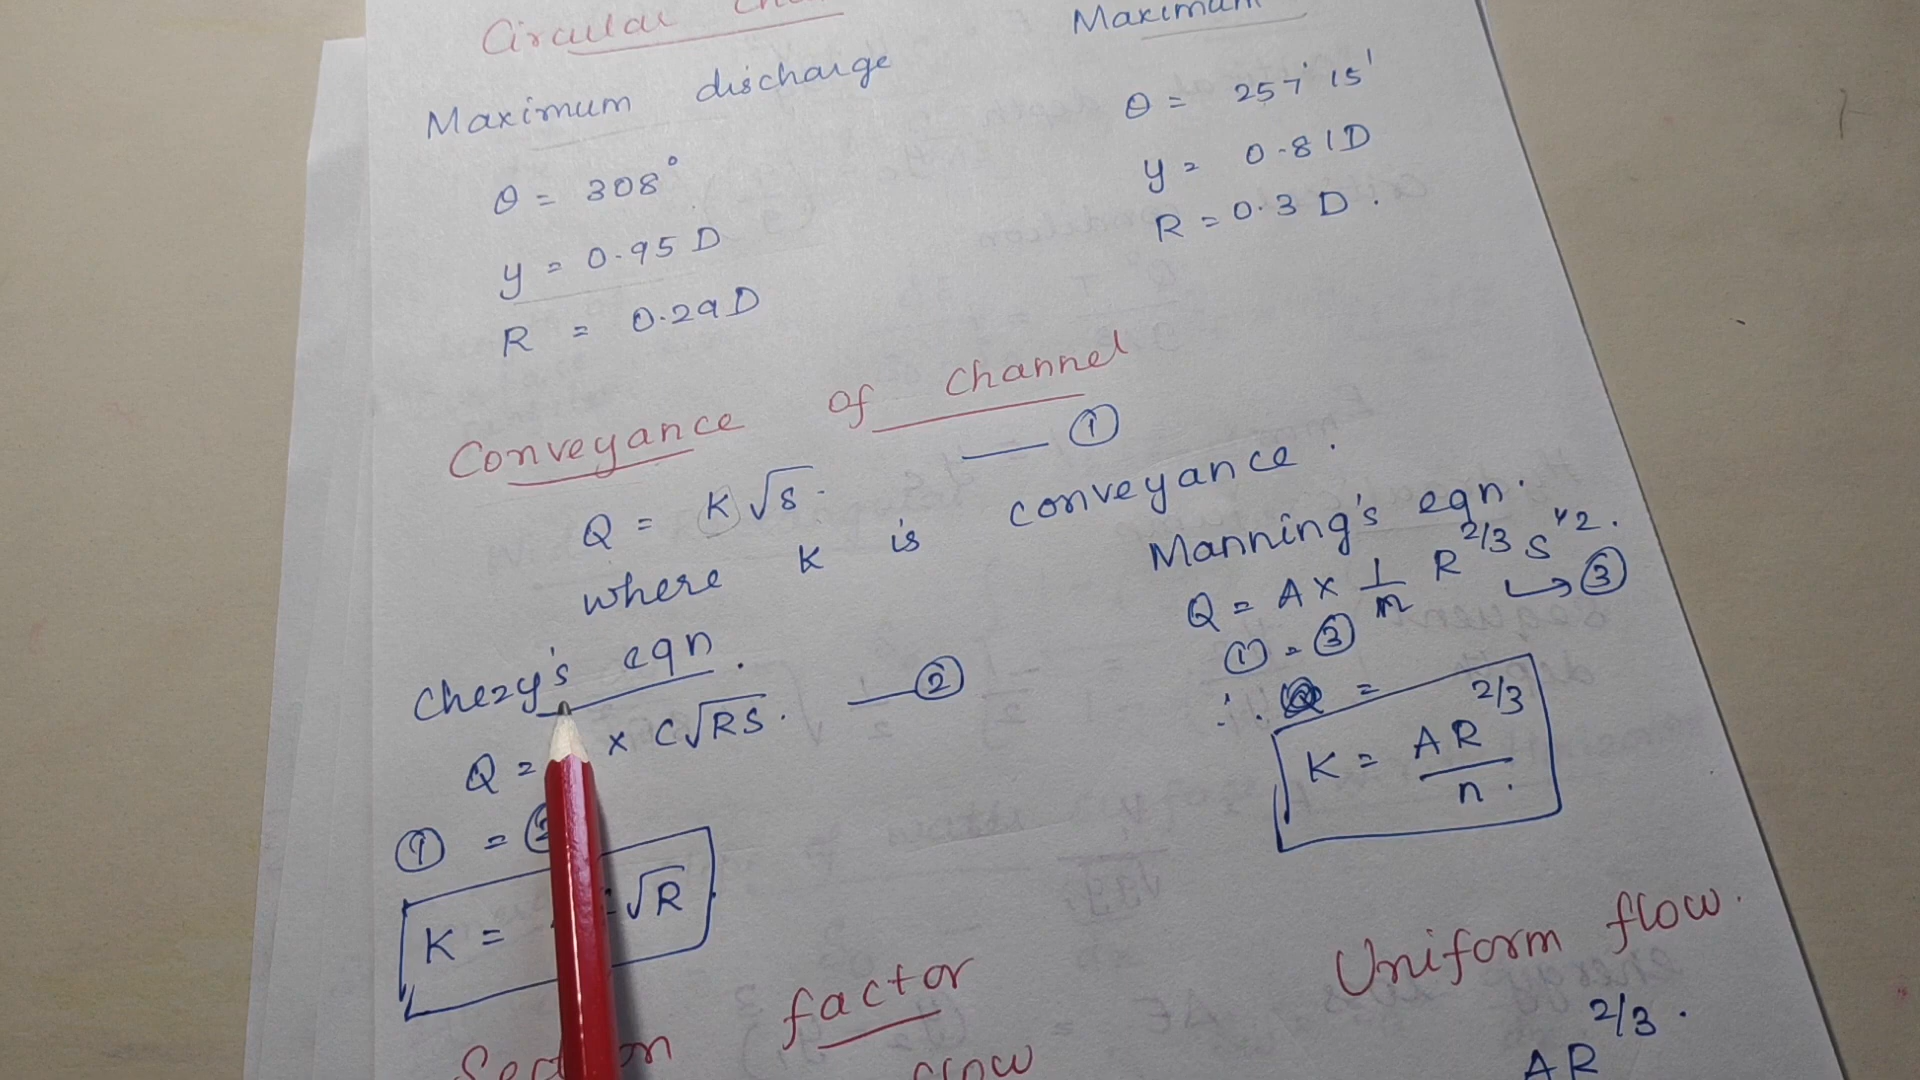 Circular
Maximum discharge
θ = 308°
y = 0.95 D
R = 0.29 D
Maximum
θ = 257° 15'
y = 0.81 D
R = 0.3 D.
Conveyance of channel
Q = K√S. — ①
where K is conveyance.
Chezy's eqn.
Q = x C√RS. — ②
① = ②
K = √R
Manning's eqn.
Q = A x 1/n R^2/3 S^1/2. ↳ ③
① = ③
∴ =
K = AR^2/3 / n.
factor
flow
Uniform flow.
AR^2/3.